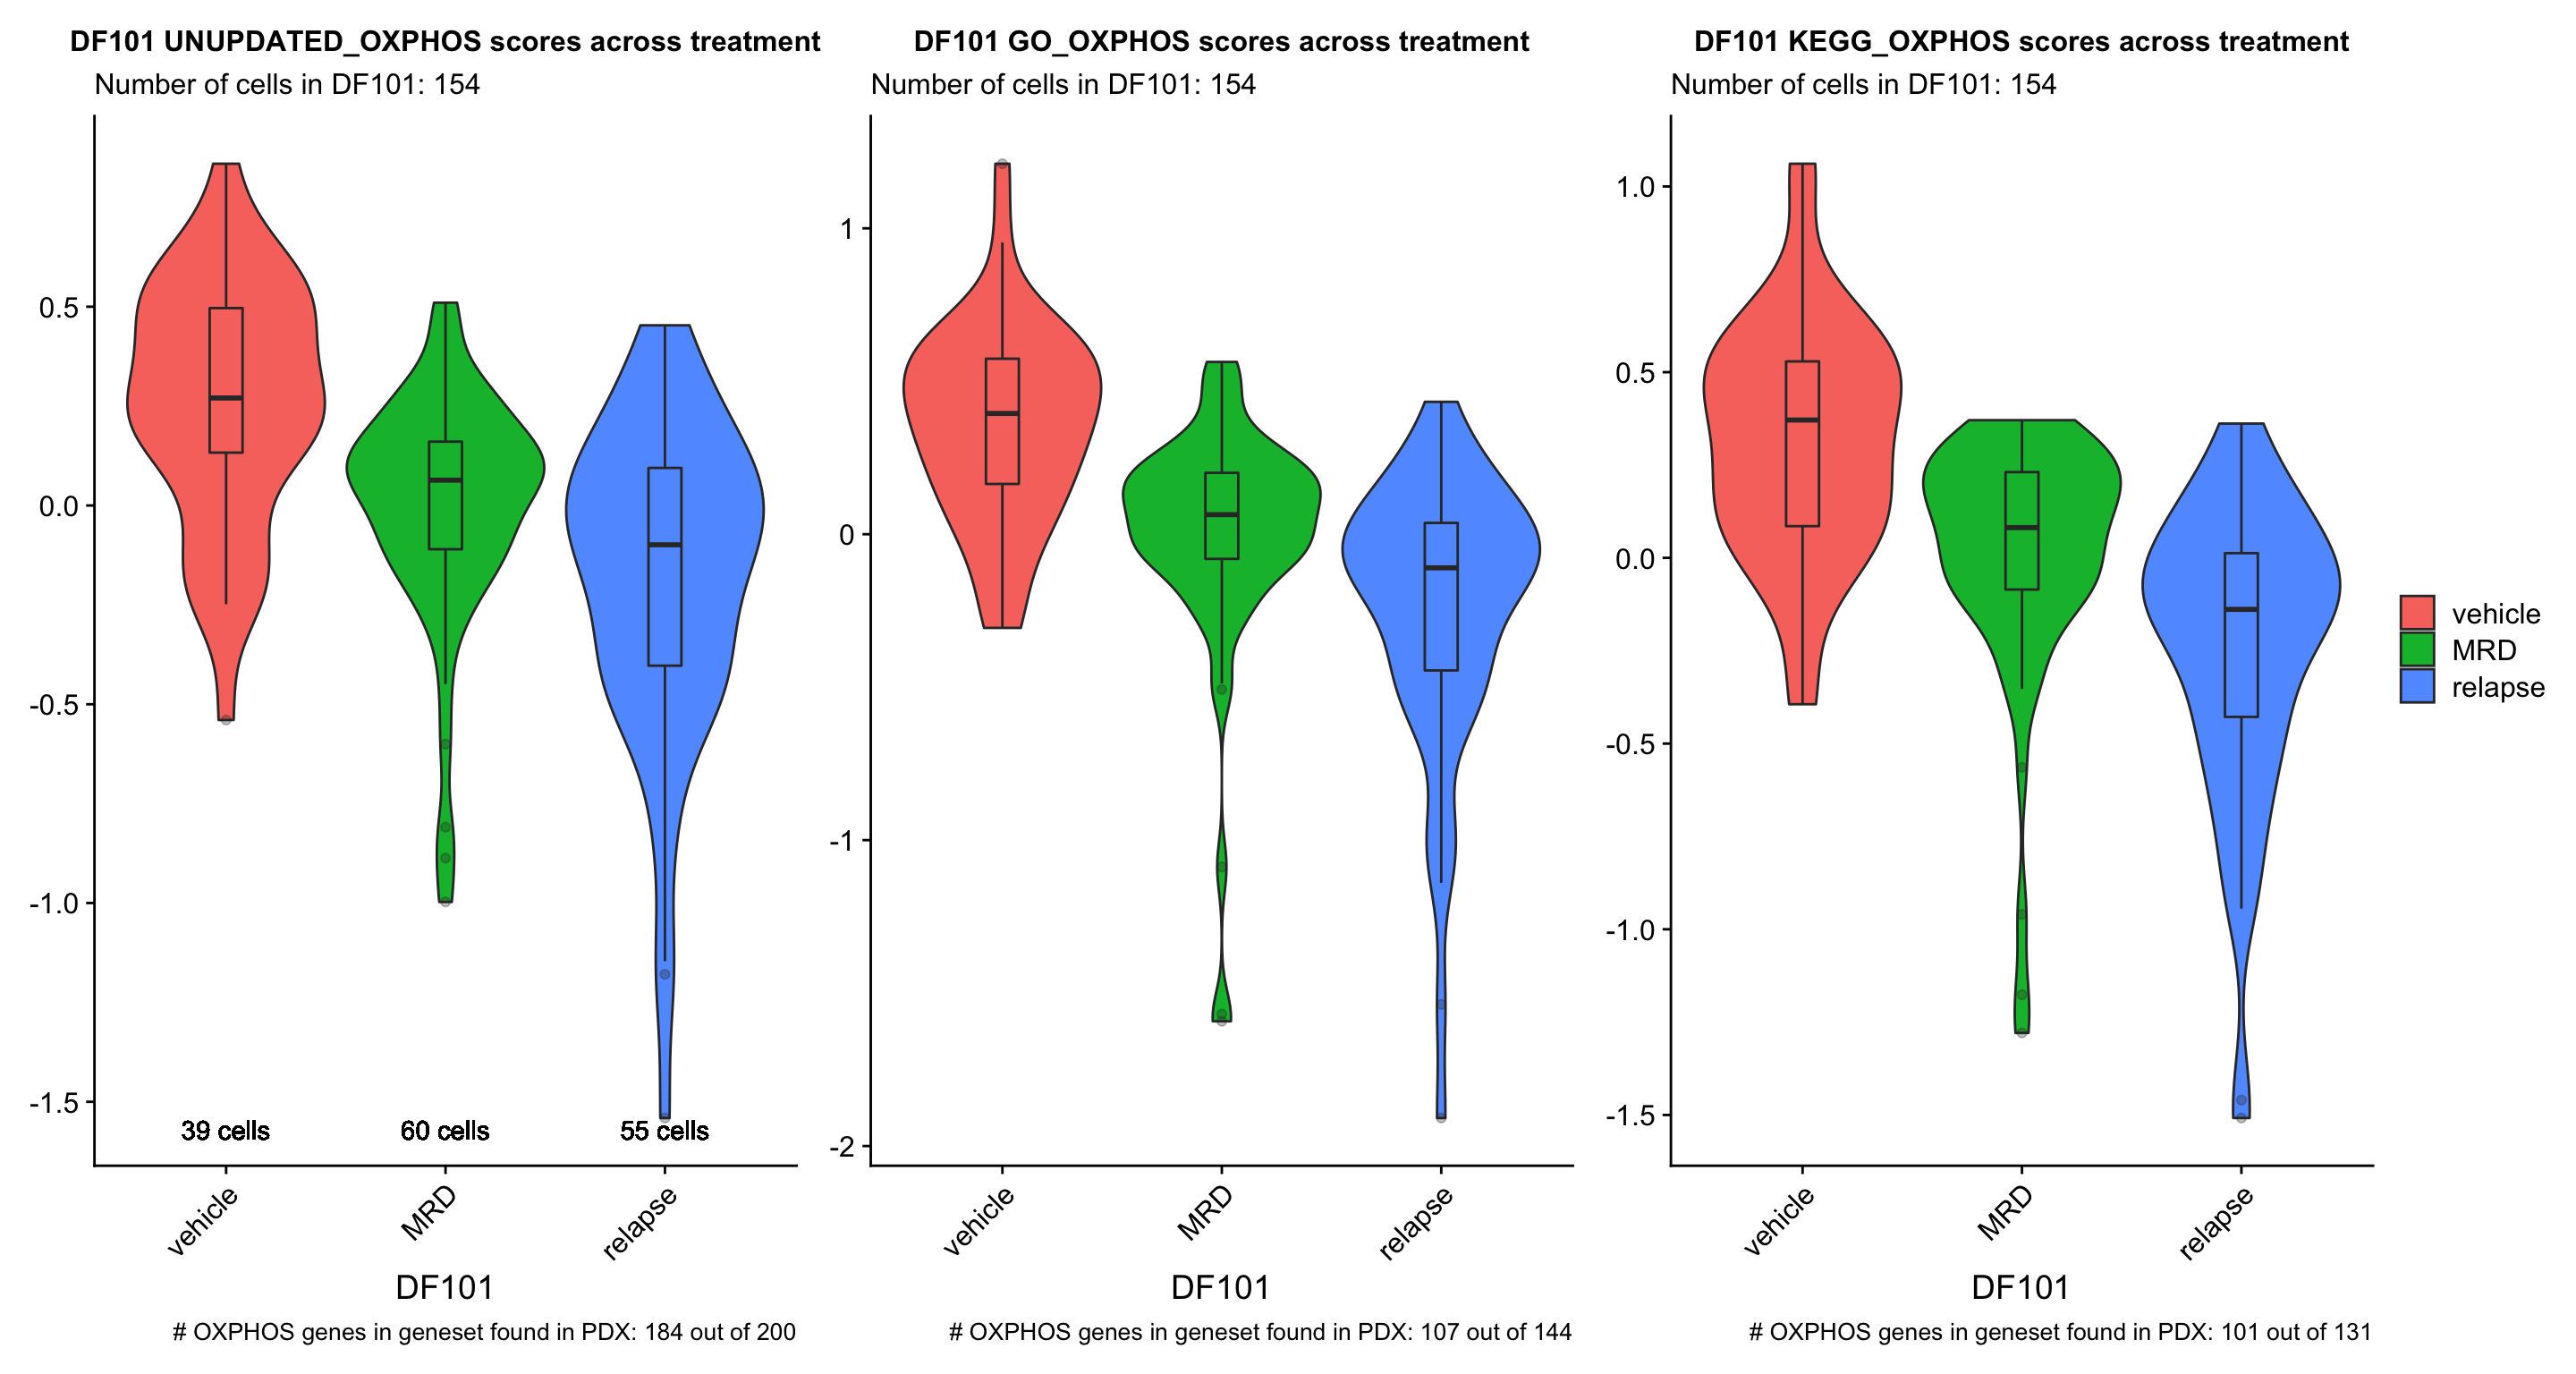 DF101 UNUPDATED_OXPHOS scores across treatment
Number of cells in DF101: 154
0.5
0.0
-0.5
-1.0
-1.5
39 cells
60 cells
55 cells
vehicle
MRD
relapse
DF101
# OXPHOS genes in geneset found in PDX: 184 out of 200
DF101 GO_OXPHOS scores across treatment
Number of cells in DF101: 154
1
0
-1
-2
vehicle
MRD
relapse
DF101
# OXPHOS genes in geneset found in PDX: 107 out of 144
DF101 KEGG_OXPHOS scores across treatment
Number of cells in DF101: 154
1.0
0.5
0.0
-0.5
-1.0
-1.5
vehicle
MRD
relapse
DF101
# OXPHOS genes in geneset found in PDX: 101 out of 131
vehicle
MRD
relapse